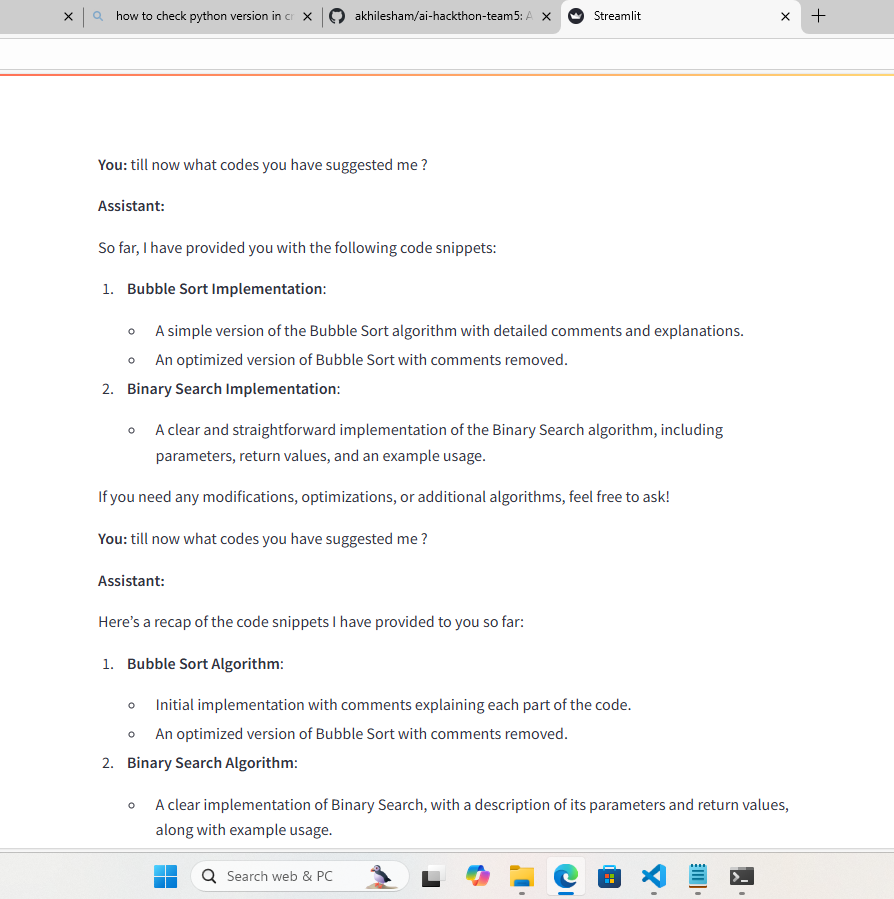 how to check python version in c
akhilesham/ai-hackthon-team5: A
Streamlit
You: till now what codes you have suggested me ?
Assistant:
So far, I have provided you with the following code snippets:
1. Bubble Sort Implementation:
A simple version of the Bubble Sort algorithm with detailed comments and explanations.
An optimized version of Bubble Sort with comments removed.
2. Binary Search Implementation:
A clear and straightforward implementation of the Binary Search algorithm, including
parameters, return values, and an example usage.
If you need any modifications, optimizations, or additional algorithms, feel free to ask!
You: till now what codes you have suggested me ?
Assistant:
Here’s a recap of the code snippets I have provided to you so far:
1. Bubble Sort Algorithm:
Initial implementation with comments explaining each part of the code.
An optimized version of Bubble Sort with comments removed.
2. Binary Search Algorithm:
A clear implementation of Binary Search, with a description of its parameters and return values,
along with example usage.
Search web & PC